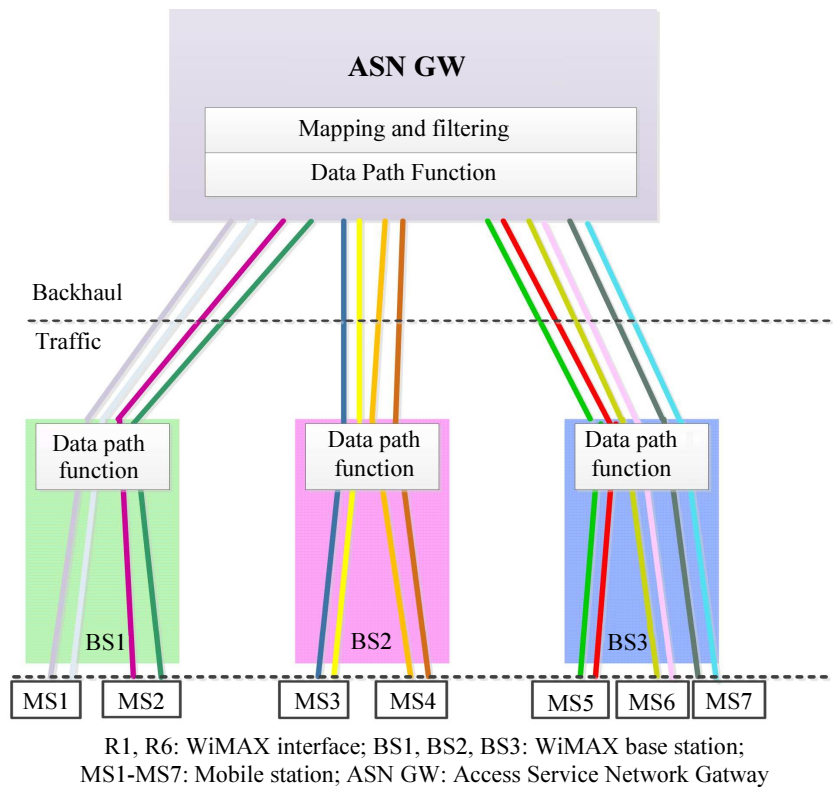 ASN GW
Mapping and filtering
Data Path Function
Backhaul
Traffic
Data path
function
Data path
function
Data path
function
BS1
BS2
BS3
MS1
MS2
MS3
MS4
MS5
MS6
MS7
R1, R6: WiMAX interface; BS1, BS2, BS3: WiMAX base station;
MS1-MS7: Mobile station; ASN GW: Access Service Network Gatway